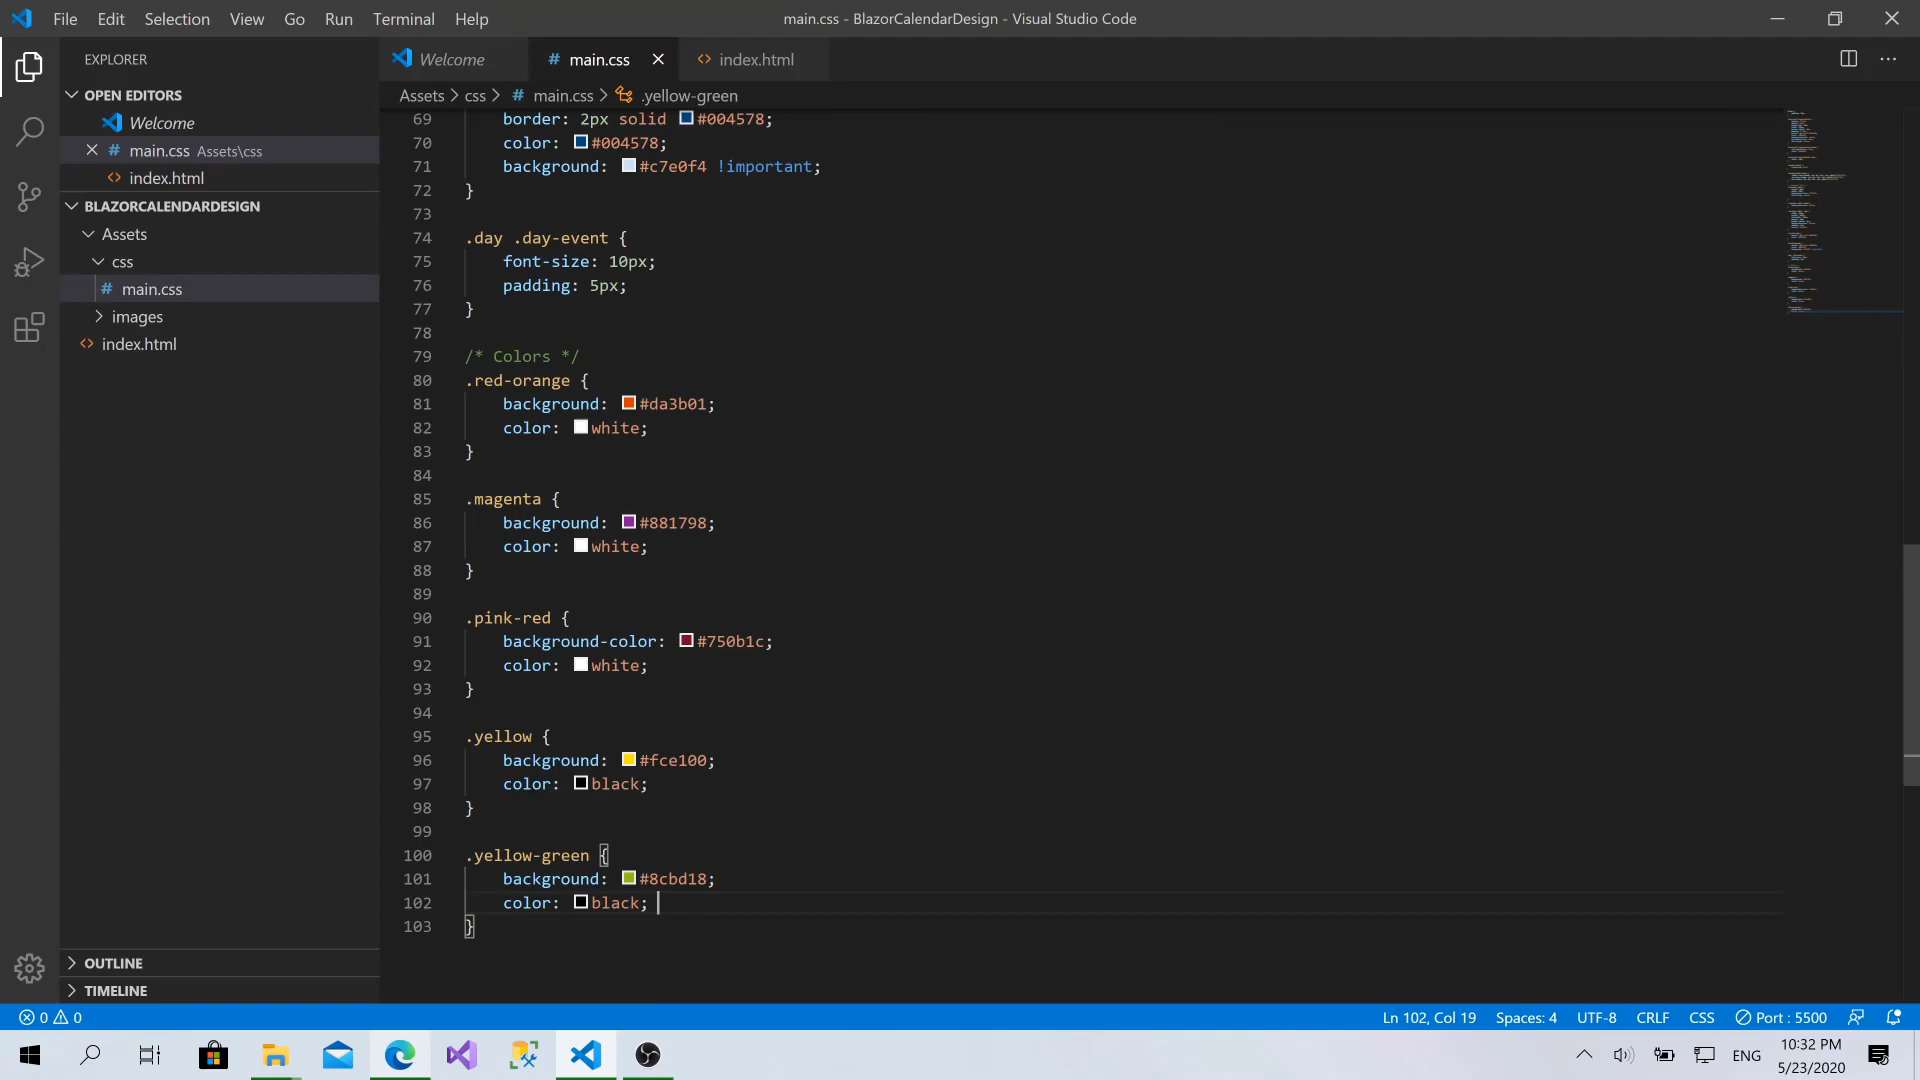 File Edit Selection View Go Run Terminal Help
main.css - BlazorCalendarDesign - Visual Studio Code
EXPLORER
OPEN EDITORS
Welcome
main.css Assets\css
index.html
BLAZORCALENDARDESIGN
Assets
css
# main.css
images
index.html
OUTLINE
TIMELINE
Welcome
# main.css
index.html
Assets > css > # main.css > .yellow-green
69 border: 2px solid #004578;
70 color: #004578;
71 background: #c7e0f4 !important;
72 }
73
74 .day .day-event {
75 font-size: 10px;
76 padding: 5px;
77 }
78
79 /* Colors */
80 .red-orange {
81 background: #da3b01;
82 color: white;
83 }
84
85 .magenta {
86 background: #881798;
87 color: white;
88 }
89
90 .pink-red {
91 background-color: #750b1c;
92 color: white;
93 }
94
95 .yellow {
96 background: #fce100;
97 color: black;
98 }
99
100 .yellow-green {
101 background: #8cbd18;
102 color: black;
103 }
0 0
Ln 102, Col 19 Spaces: 4 UTF-8 CRLF CSS Port : 5500
ENG
10:32 PM
5/23/2020